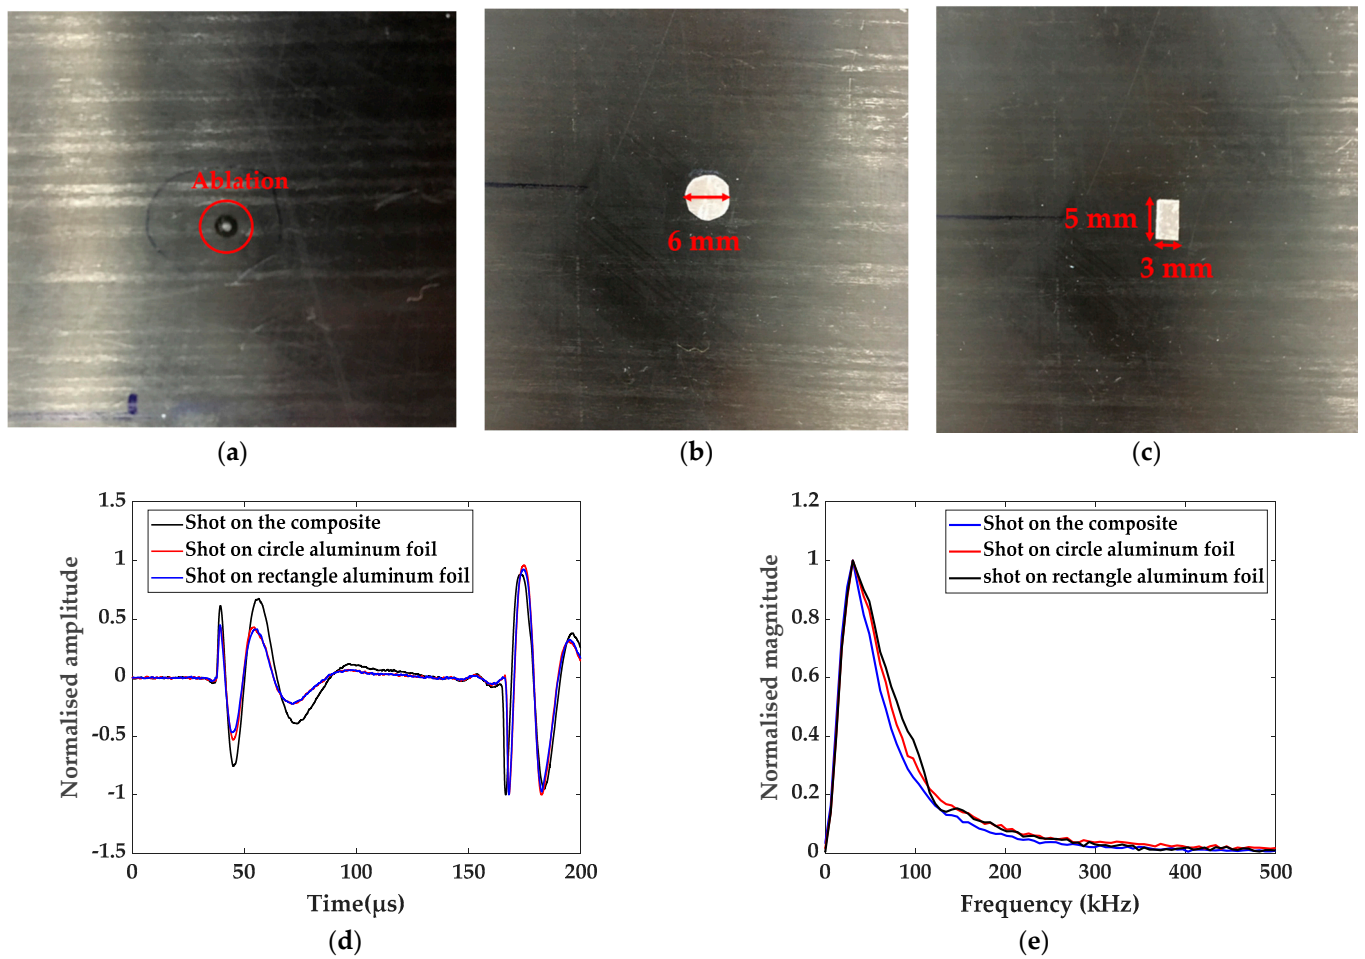 Ablation
6 mm
5 mm
3 mm
(a)
(b)
(c)
1.5
1
0.5
0
-0.5
-1
-1.5
Normalised amplitude
Shot on the composite
Shot on circle aluminum foil
Shot on rectangle aluminum foil
0
50
100
150
200
Time(μs)
(d)
1.2
1
0.8
0.6
0.4
0.2
0
Normalised magnitude
Shot on the composite
Shot on circle aluminum foil
shot on rectangle aluminum foil
0
100
200
300
400
500
Frequency (kHz)
(e)